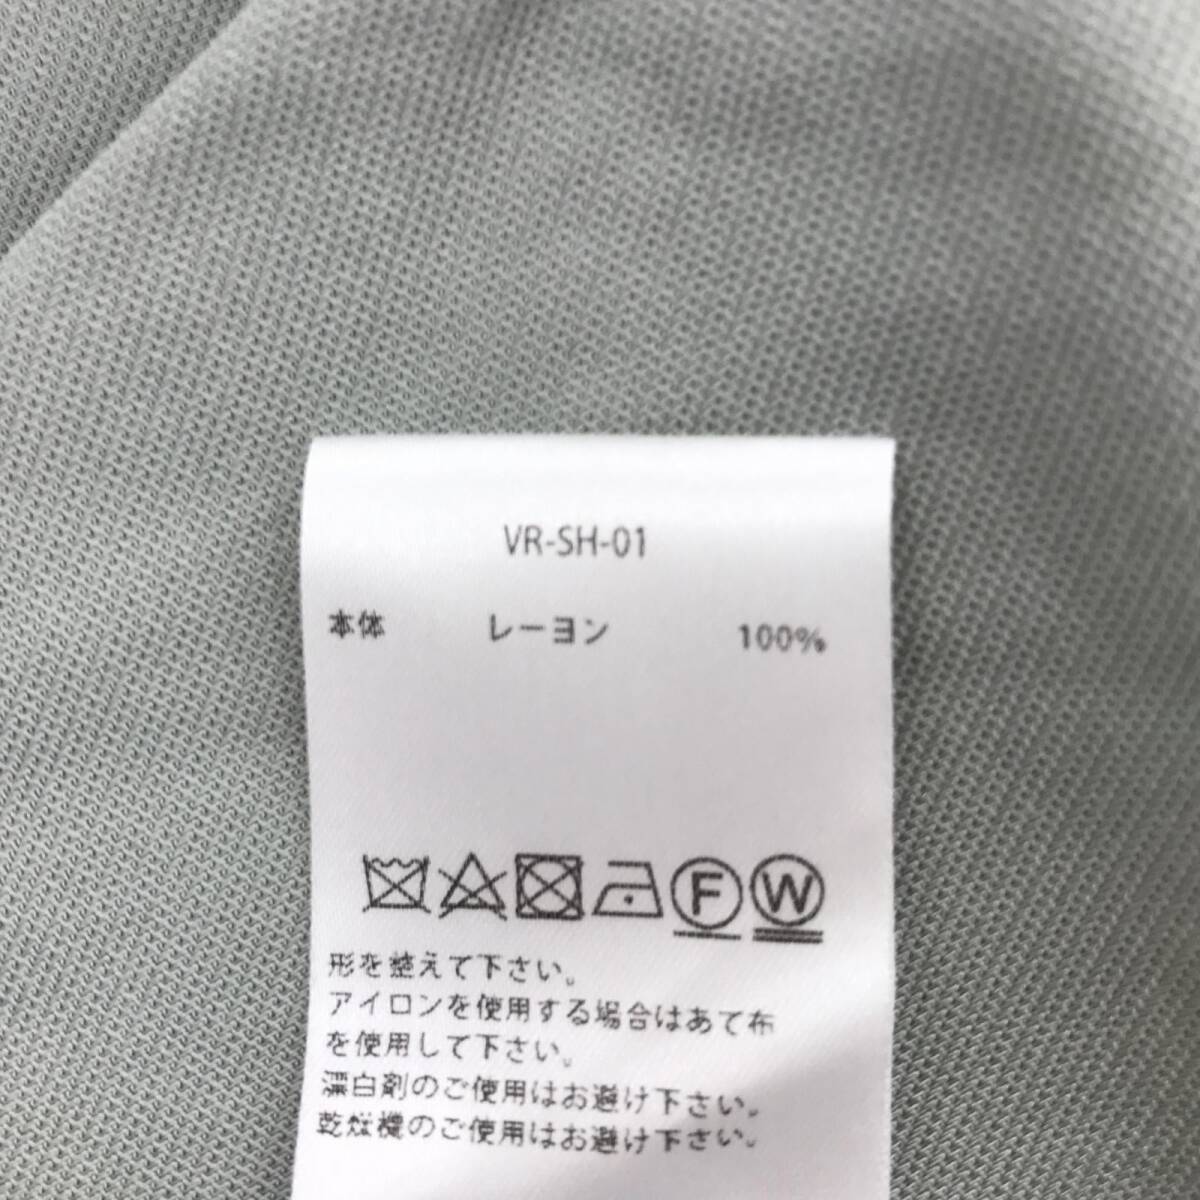 VR-SH-01
本体 レーヨン 100%
F W
形を整えて下さい。
アイロンを使用する場合はあて布
を使用して下さい。
漂白剤のご使用はお避け下さい。
乾燥機のご使用はお避け下さい。